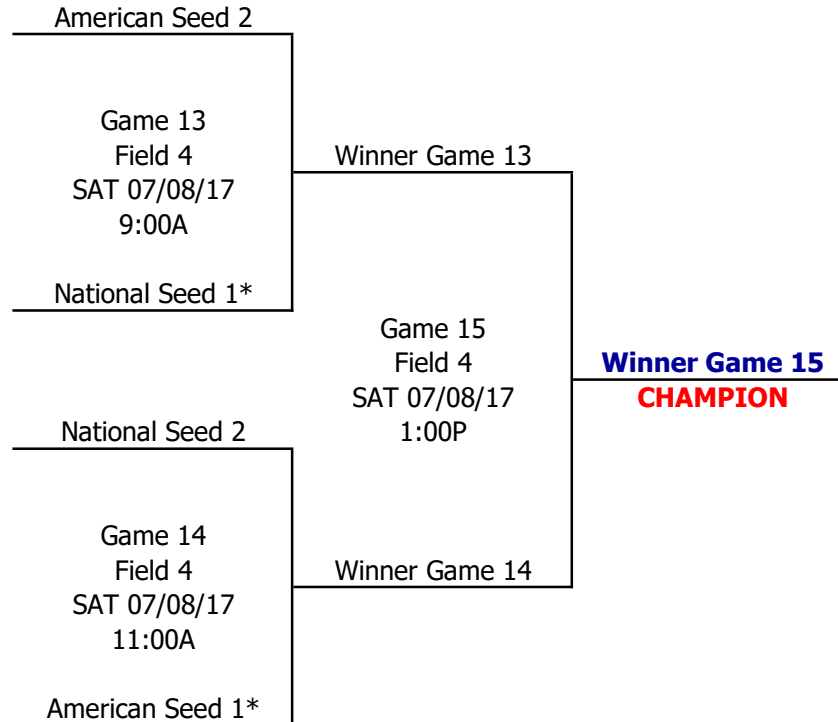 American Seed 2
Game 13
Field 4
SAT 07/08/17
9:00A
National Seed 1*
Winner Game 13
Game 15
Field 4
SAT 07/08/17
1:00P
Winner Game 15
CHAMPION
National Seed 2
Game 14
Field 4
SAT 07/08/17
11:00A
American Seed 1*
Winner Game 14